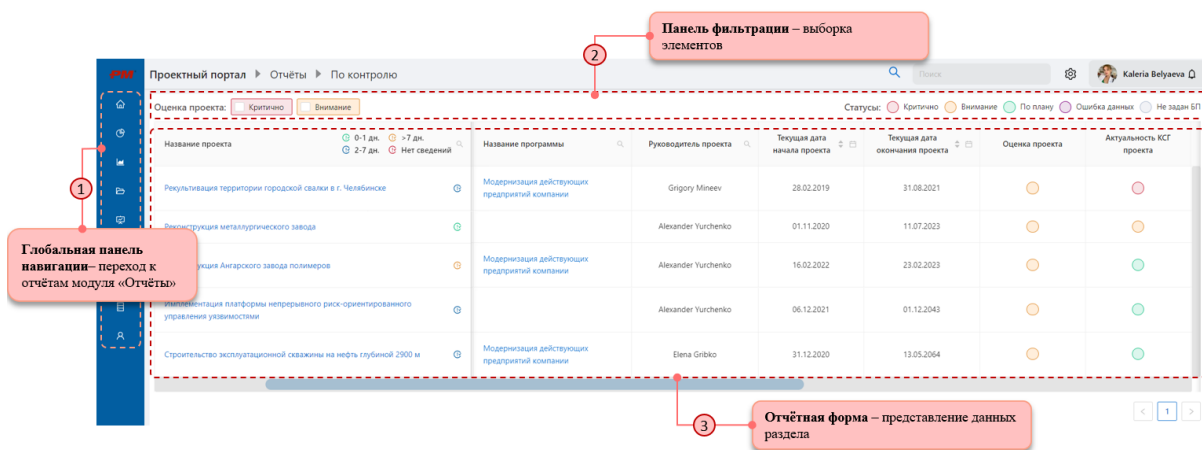 Панель фильтрации – выборка
элементов
2
PM Проектный портал Отчёты По контролю Поиск Kaleria Belyaeva
Оценка проекта: Критично Внимание Статусы: Критично Внимание По плану Ошибка данных Не задан БП
Название проекта 0-1 дн. >7 дн. 2-7 дн. Нет сведений Название программы Руководитель проекта Текущая дата начала проекта Текущая дата окончания проекта Оценка проекта Актуальность КСГ проекта
Рекультивация территории городской свалки в г. Челябинске Модернизация действующих предприятий компании Grigory Mineev 28.02.2019 31.08.2021
1
Реконструкция металлургического завода Alexander Yurchenko 01.11.2020 11.07.2023
Глобальная панель
навигации– переход к
отчётам модуля «Отчёты»
Ангарского завода полимеров Модернизация действующих предприятий компании Alexander Yurchenko 16.02.2022 23.02.2023
Имплементация платформы непрерывного риск-ориентированного управления уязвимостями Alexander Yurchenko 06.12.2021 01.12.2043
Строительство эксплуатационной скважины на нефть глубиной 2900 м Модернизация действующих предприятий компании Elena Gribko 31.12.2020 13.05.2064
< 1 >
3
Отчётная форма – представление данных
раздела